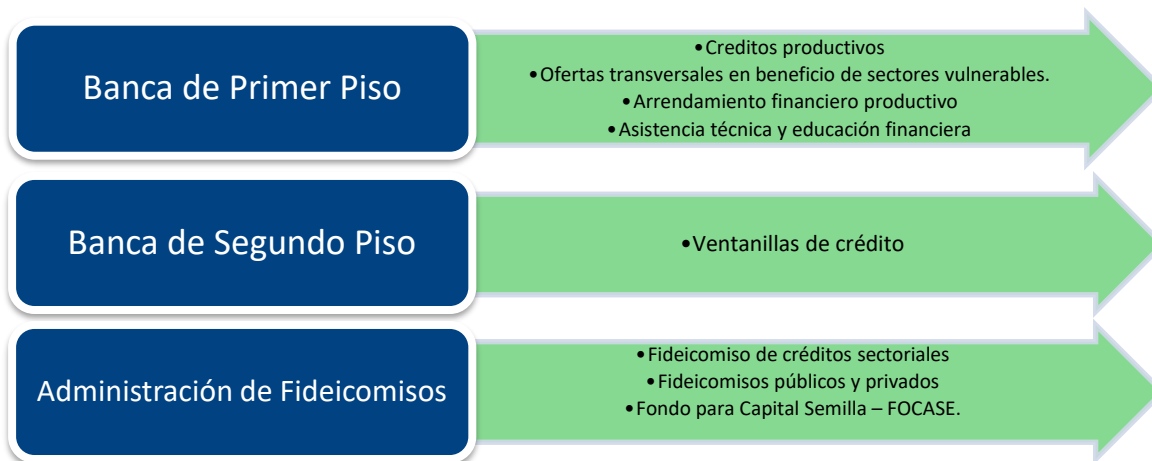 Banca de Primer Piso
•Creditos productivos
•Ofertas transversales en beneficio de sectores vulnerables.
•Arrendamiento financiero productivo
•Asistencia técnica y educación financiera
Banca de Segundo Piso
•Ventanillas de crédito
Administración de Fideicomisos
•Fideicomiso de créditos sectoriales
•Fideicomisos públicos y privados
•Fondo para Capital Semilla – FOCASE.